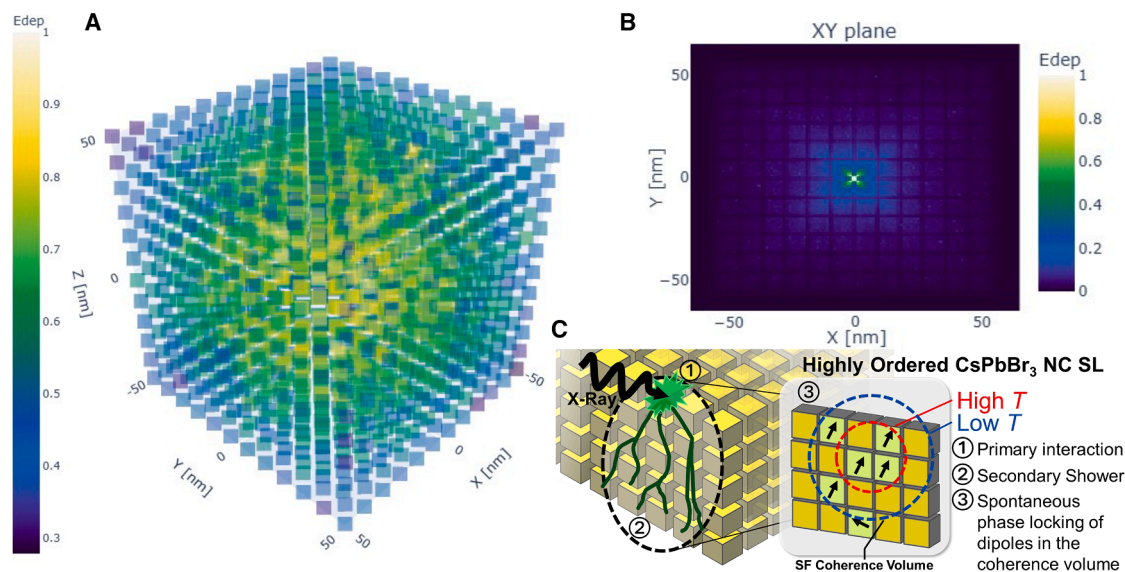 Edep
1
0.9
0.8
0.7
0.6
0.5
0.4
0.3
A
50
0
-50
Z [nm]
-50
0
50
Y [nm]
50
0
-50
X [nm]
B
XY plane
50
0
−50
Y [nm]
−50
0
50
X [nm]
Edep
1
0.8
0.6
0.4
0.2
0
C
X-Ray
①
②
Highly Ordered CsPbBr₃ NC SL
③
High T
Low T
① Primary interaction
② Secondary Shower
③ Spontaneous
phase locking of
dipoles in the
coherence volume
SF Coherence Volume